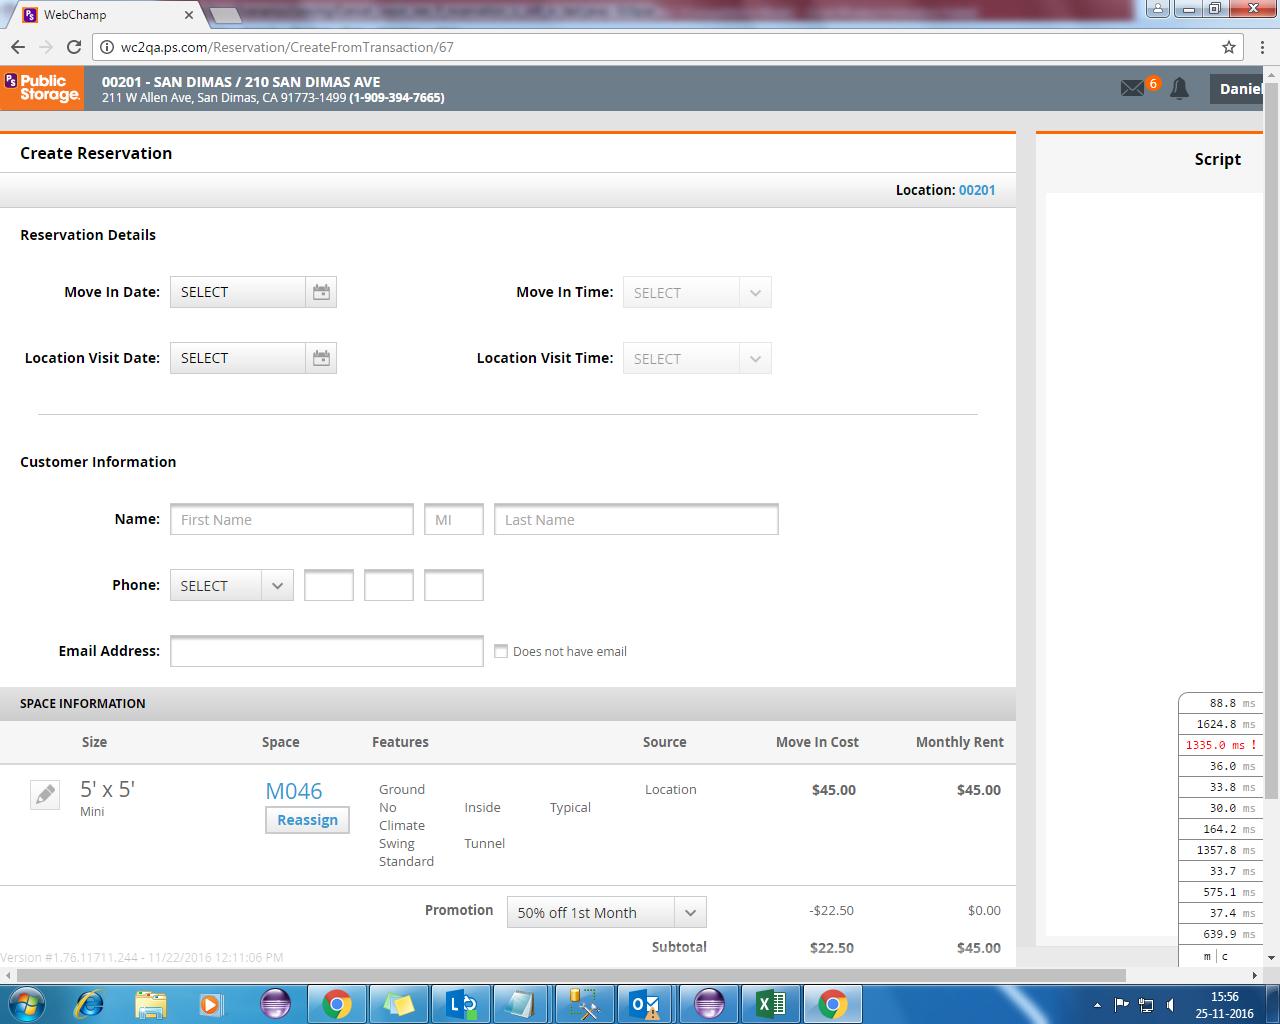 WebChamp
wc2qa.ps.com/Reservation/CreateFromTransaction/67
PS Public Storage.
00201 - SAN DIMAS / 210 SAN DIMAS AVE
211 W Allen Ave, San Dimas, CA 91773-1499 (1-909-394-7665)
6
Daniel
Create Reservation
Script
Location: 00201
Reservation Details
Move In Date: SELECT Move In Time: SELECT
Location Visit Date: SELECT Location Visit Time: SELECT
Customer Information
Name: First Name MI Last Name
Phone: SELECT
Email Address: Does not have email
SPACE INFORMATION
Size Space Features Source Move In Cost Monthly Rent
5' x 5' M046 Ground Location $45.00 $45.00
Mini Reassign No Inside Typical
Climate
Swing Tunnel
Standard
Promotion 50% off 1st Month -$22.50 $0.00
Subtotal $22.50 $45.00
Version #1.76.11711.244 - 11/22/2016 12:11:06 PM
88.8 ms
1624.8 ms
1335.0 ms !
36.0 ms
33.8 ms
30.0 ms
164.2 ms
1357.8 ms
33.7 ms
575.1 ms
37.4 ms
639.9 ms
m | c
15:56
25-11-2016